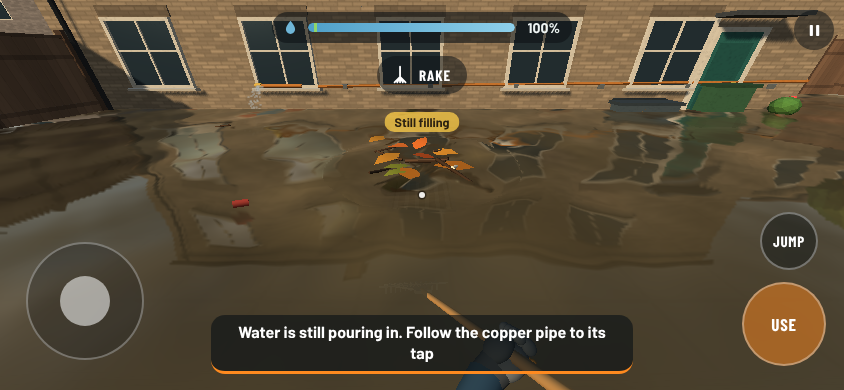 100%
RAKE
Still filling
JUMP
USE
Water is still pouring in. Follow the copper pipe to its
tap